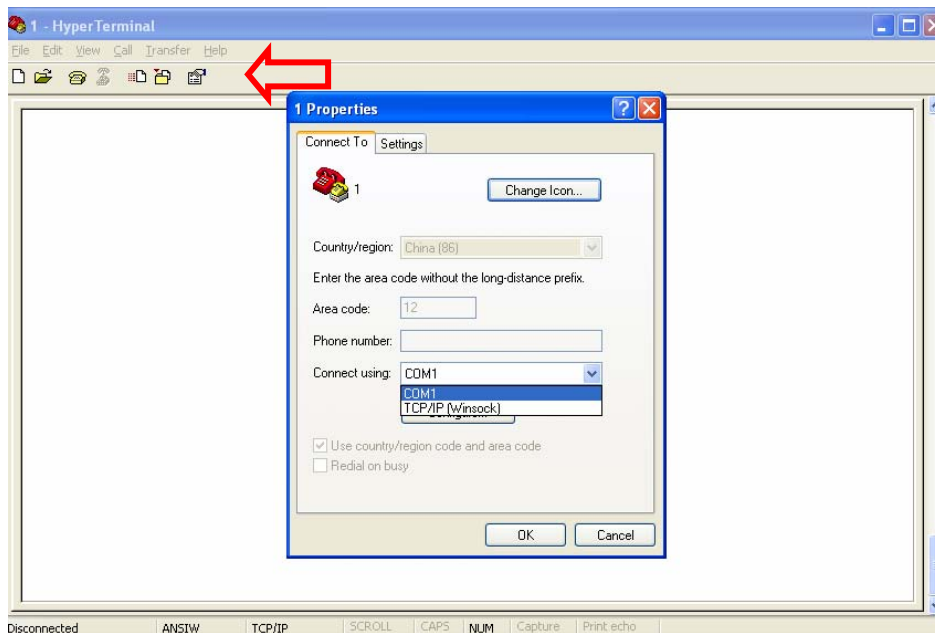 1 - HyperTerminal
File Edit View Call Transfer Help
1 Properties
Connect To Settings
1 Change Icon...
Country/region: China (86)
Enter the area code without the long-distance prefix.
Area code: 12
Phone number:
Connect using: COM1
COM1
TCP/IP (Winsock)
Use country/region code and area code
Redial on busy
OK Cancel
Disconnected ANSIW TCP/IP SCROLL CAPS NUM Capture Print echo